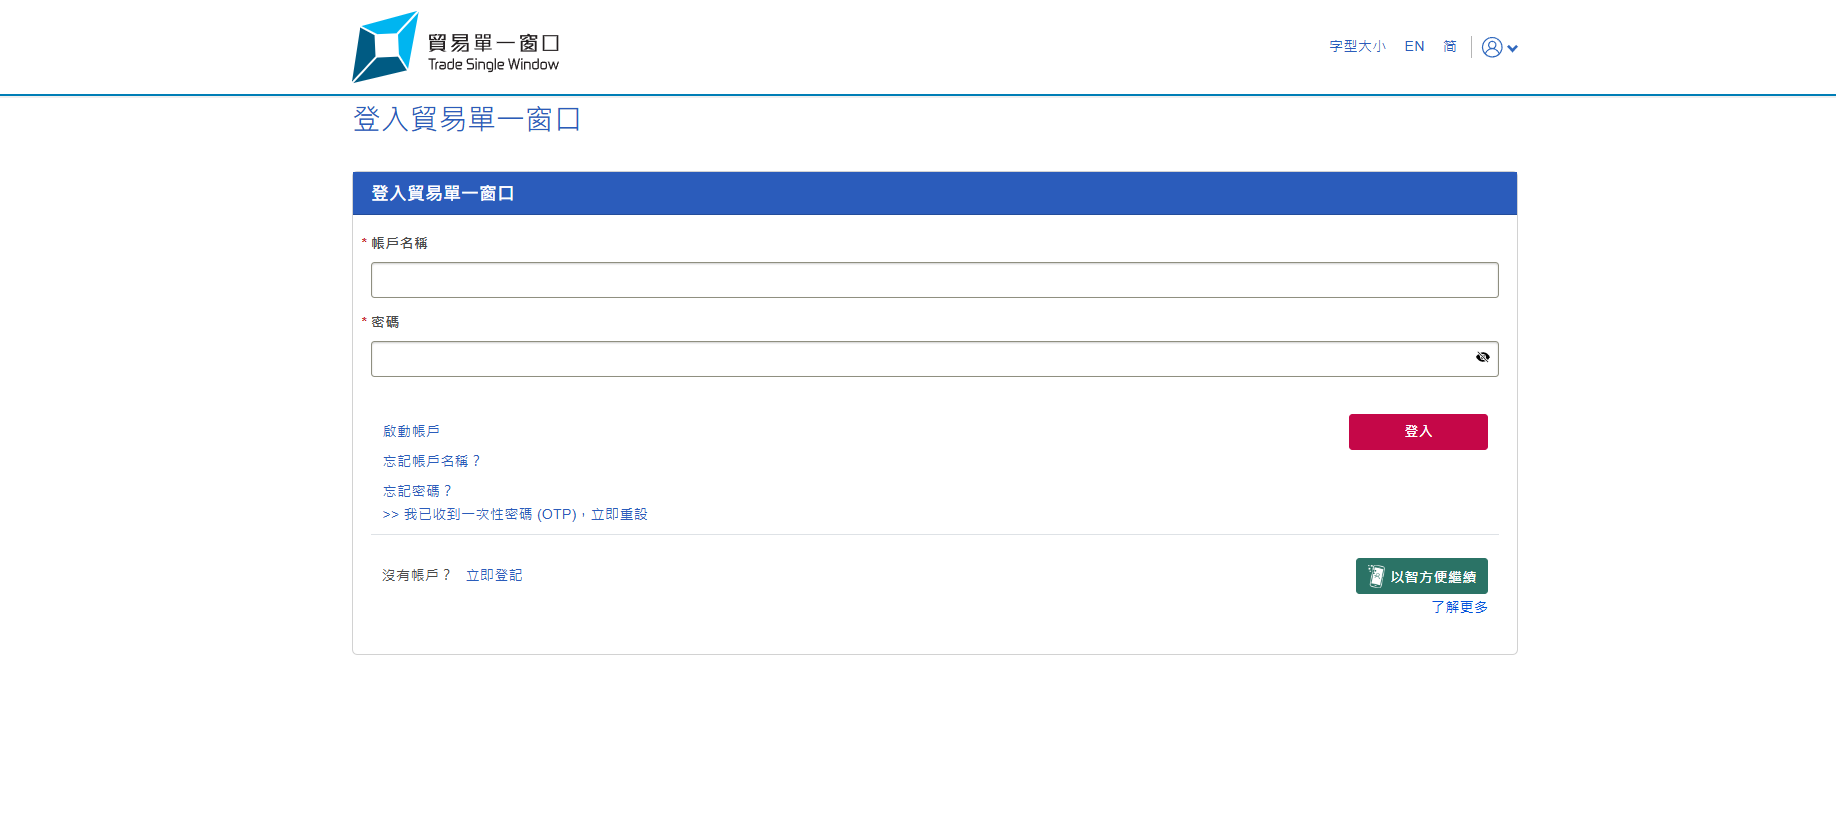 貿易單一窗口
Trade Single Window
字型大小 EN 简
登入貿易單一窗口
登入貿易單一窗口
* 帳戶名稱
* 密碼
啟動帳戶
登入
忘記帳戶名稱？
忘記密碼？
>> 我已收到一次性密碼 (OTP)，立即重設
沒有帳戶？ 立即登記
以智方便繼續
了解更多